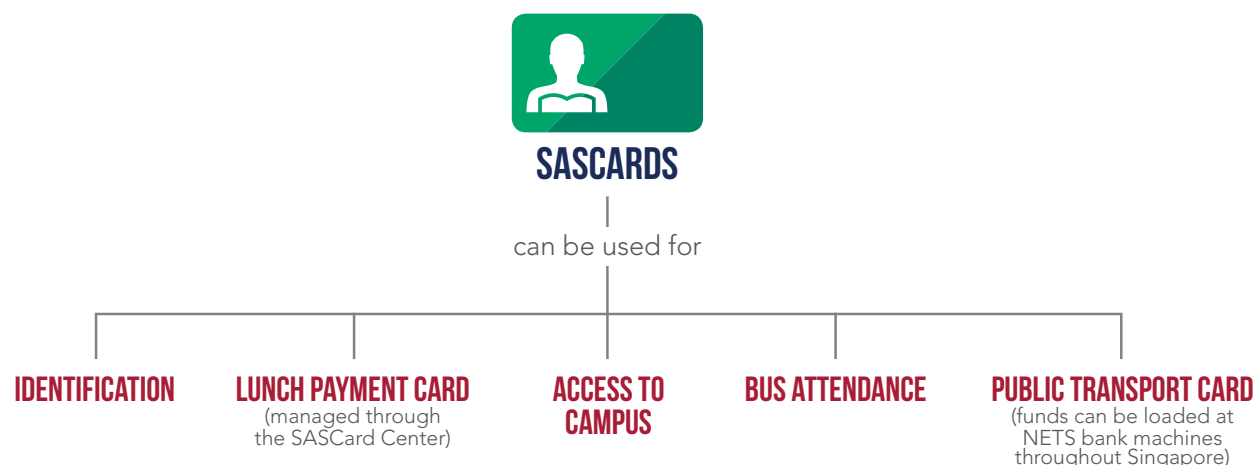 SASCARDS
can be used for
IDENTIFICATION
LUNCH PAYMENT CARD
(managed through
the SASCard Center)
ACCESS TO
CAMPUS
BUS ATTENDANCE
PUBLIC TRANSPORT CARD
(funds can be loaded at
NETS bank machines
throughout Singapore)